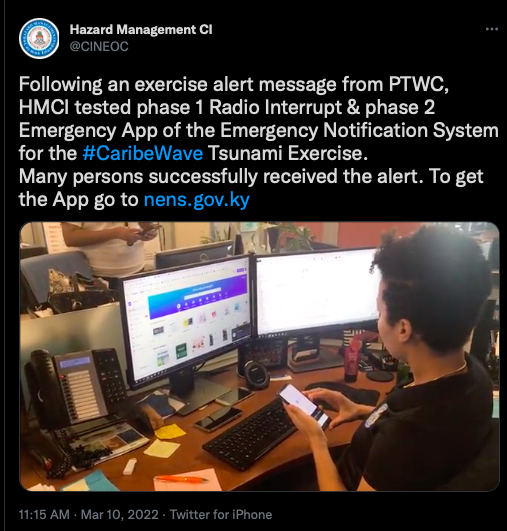 Hazard Management CI
@CINEOC
Following an exercise alert message from PTWC,
HMCI tested phase 1 Radio Interrupt & phase 2
Emergency App of the Emergency Notification System
for the #CaribeWave Tsunami Exercise.
Many persons successfully received the alert. To get
the App go to nens.gov.ky
11:15 AM · Mar 10, 2022 · Twitter for iPhone